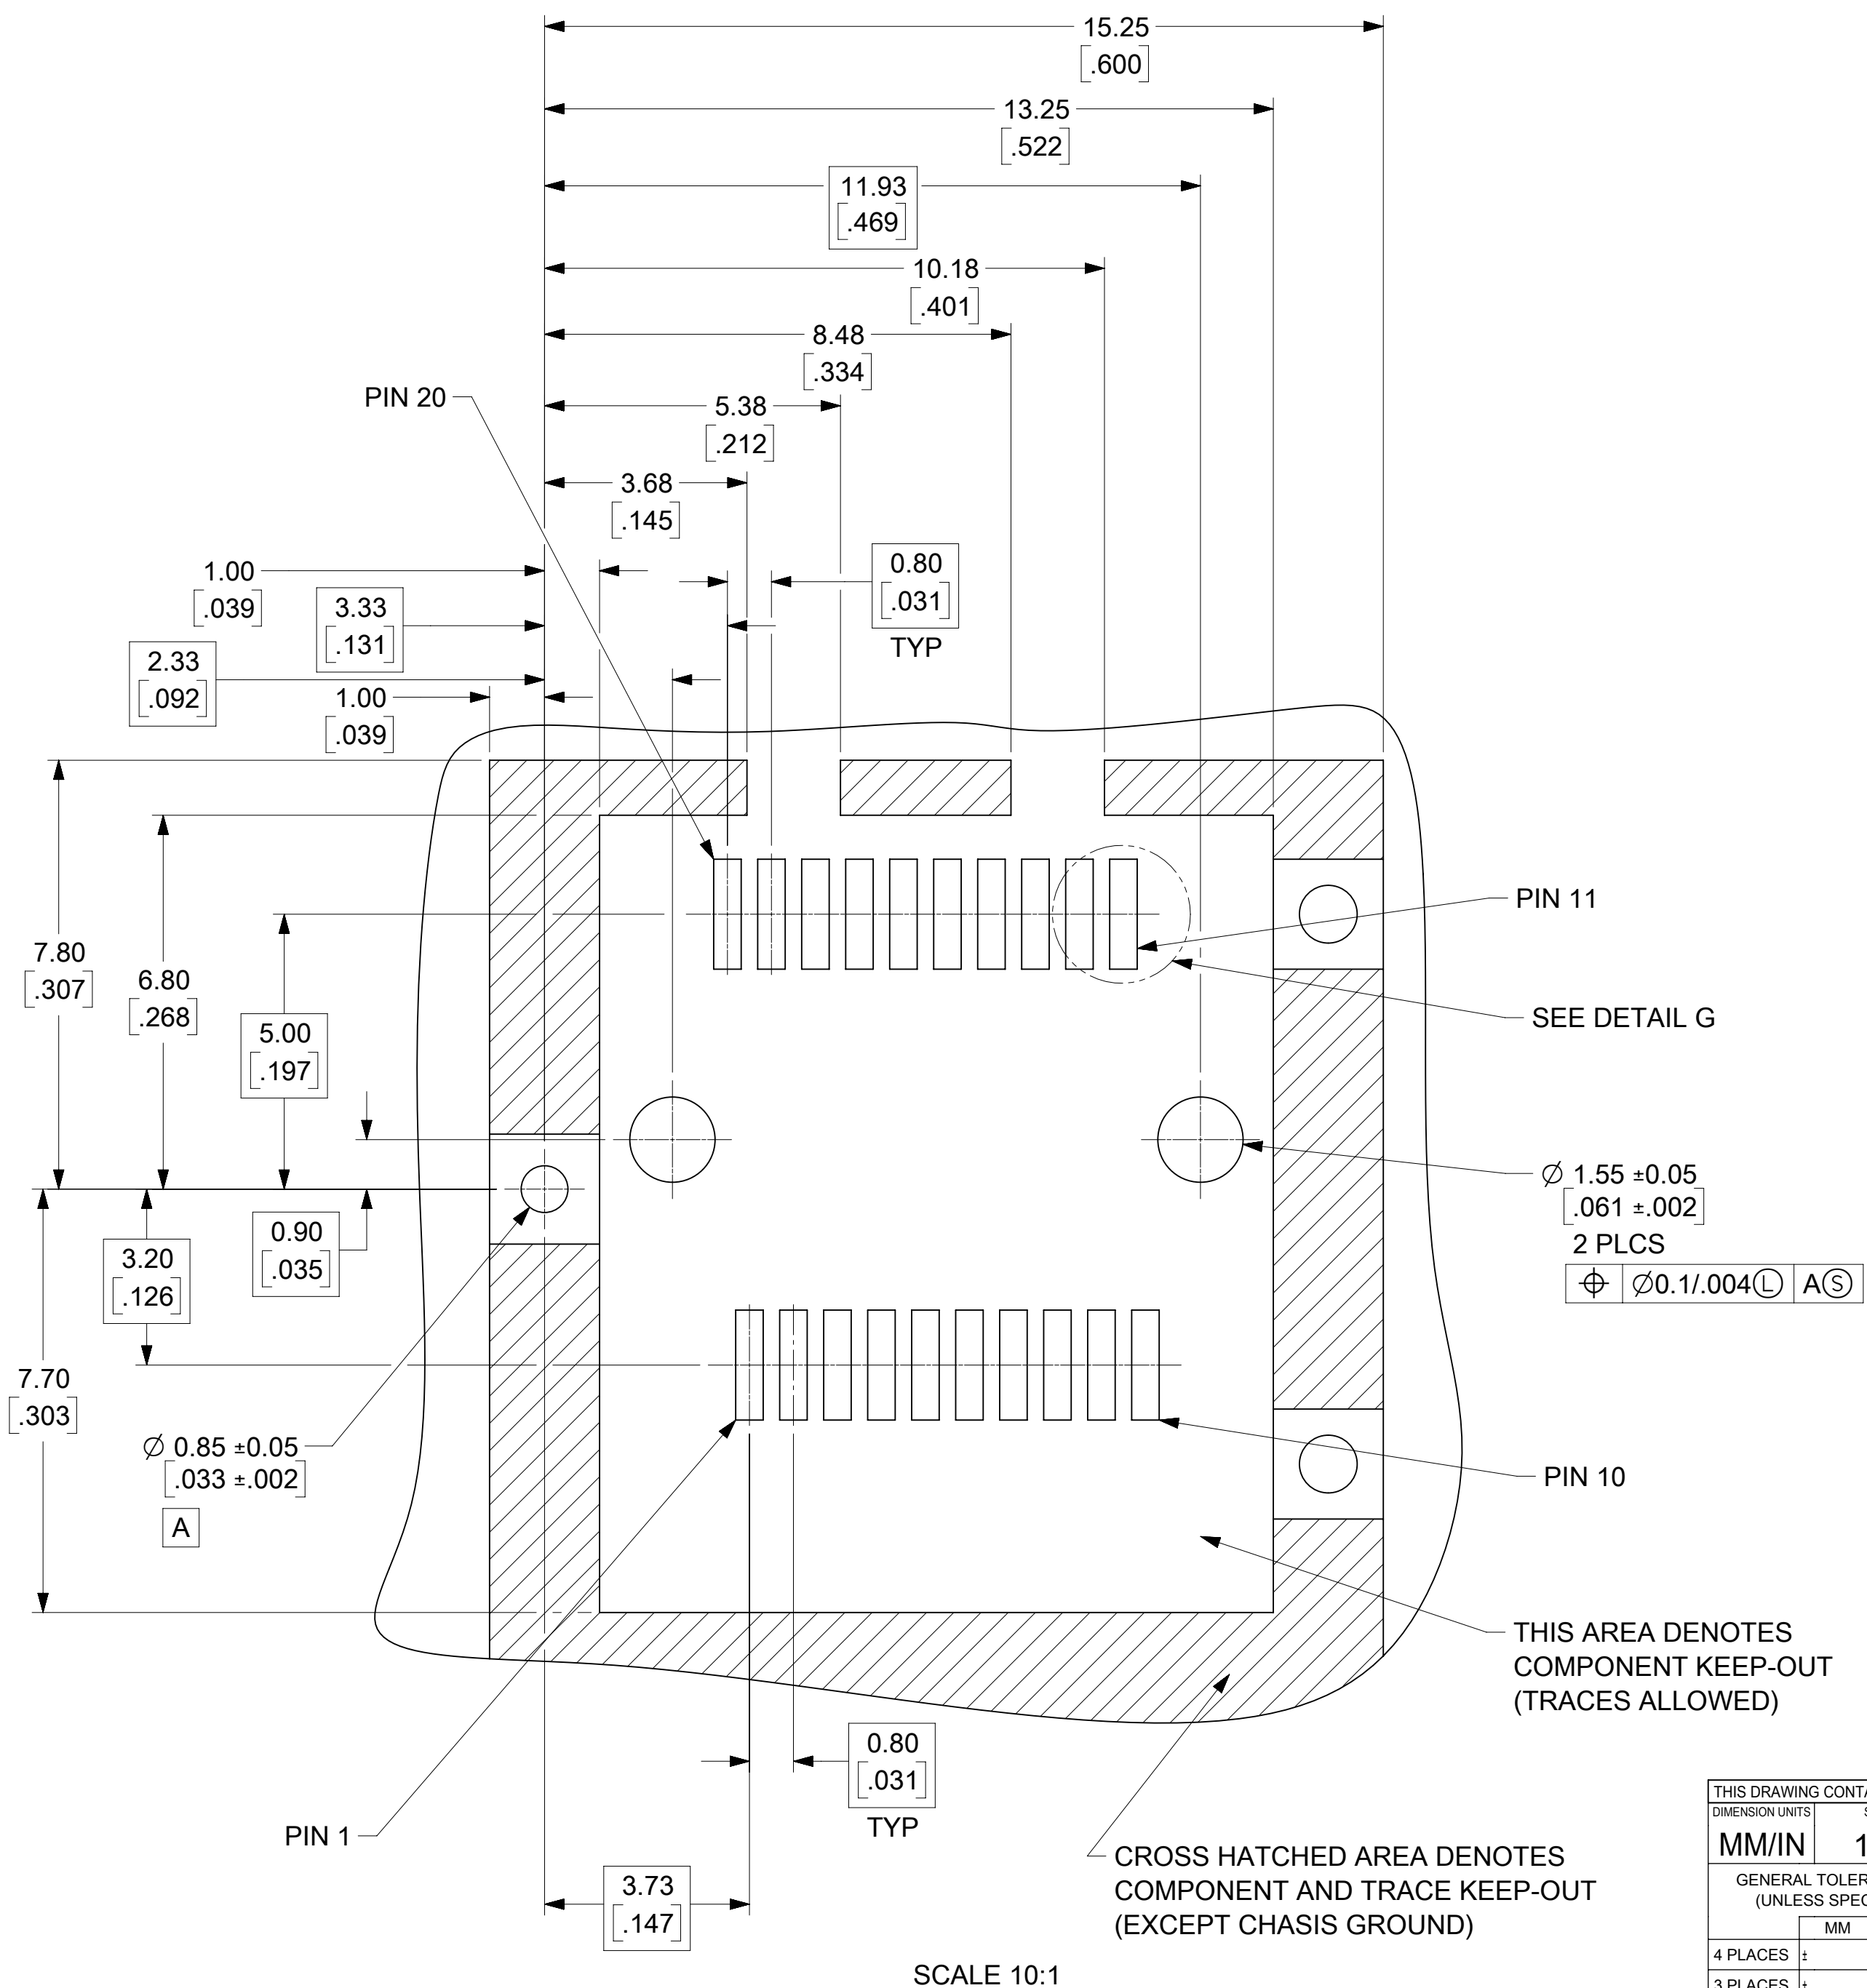 15.25
[.600]
13.25
[.522]
11.93
[.469]
10.18
[.401]
8.48
[.334]
PIN 20
5.38
[.212]
3.68
[.145]
1.00
[.039]
3.33
[.131]
0.80
[.031]
TYP
2.33
[.092]
1.00
[.039]
PIN 11
7.80
[.307]
6.80
[.268]
5.00
[.197]
SEE DETAIL G
Ø 1.55 ±0.05
[.061 ±.002]
2 PLCS
⌖ Ø0.1/.004Ⓛ AⓈ
0.90
[.035]
3.20
[.126]
7.70
[.303]
Ø 0.85 ±0.05
[.033 ±.002]
A
PIN 10
THIS AREA DENOTES
COMPONENT KEEP-OUT
(TRACES ALLOWED)
0.80
[.031]
TYP
PIN 1
CROSS HATCHED AREA DENOTES
COMPONENT AND TRACE KEEP-OUT
(EXCEPT CHASIS GROUND)
3.73
[.147]
SCALE 10:1
THIS DRAWING
DIMENSION UNITS
MM/IN 1
GENERAL
(UNLESS
MM
4 PLACES ±
3 PLACES ±